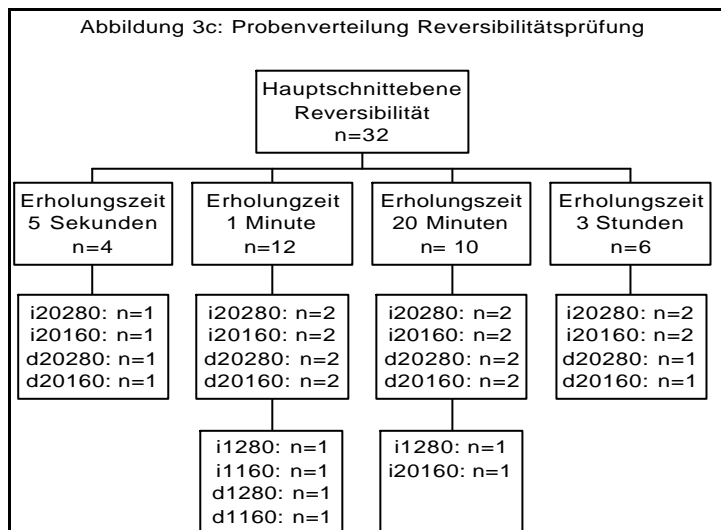 Abbildung 3c: Probenverteilung Reversibilitätsprüfung
Hauptschnittebene
Reversibilität
n=32
Erholungszeit
5 Sekunden
n=4
Erholungzeit
1 Minute
n=12
Erholungszeit
20 Minuten
n= 10
Erholungszeit
3 Stunden
n=6
i20280: n=1
i20160: n=1
d20280: n=1
d20160: n=1
i20280: n=2
i20160: n=2
d20280: n=2
d20160: n=2
i20280: n=2
i20160: n=2
d20280: n=2
d20160: n=2
i20280: n=2
i20160: n=2
d20280: n=1
d20160: n=1
i1280: n=1
i1160: n=1
d1280: n=1
d1160: n=1
i1280: n=1
i20160: n=1